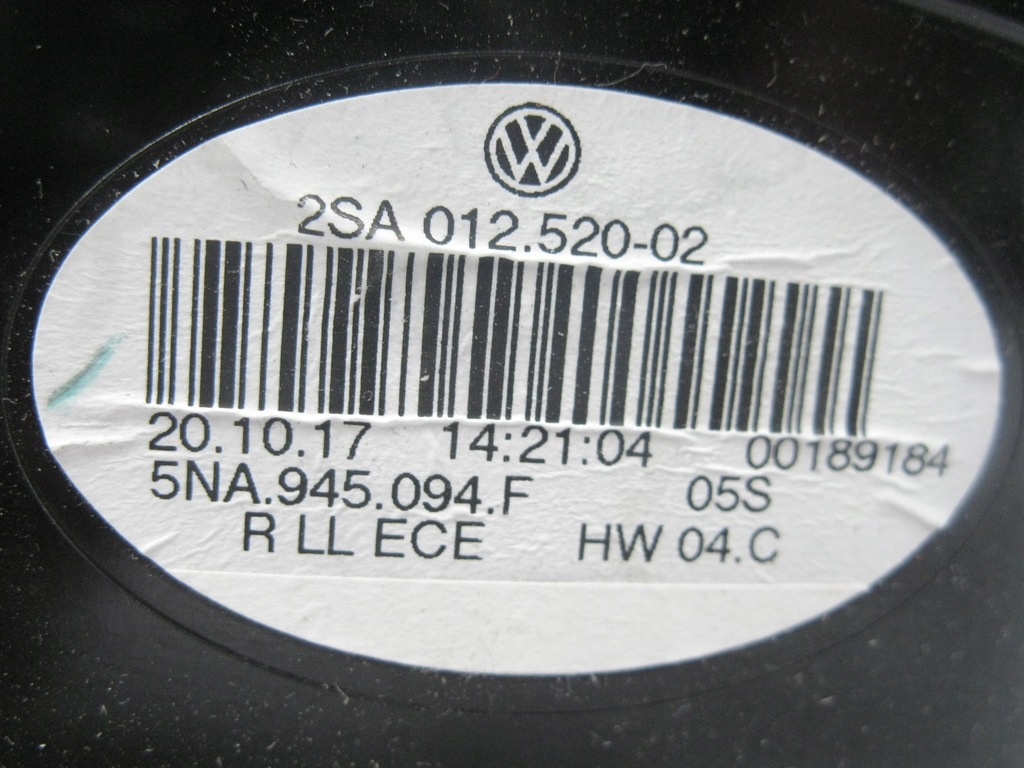 VW
2SA 012.520-02
20.10.17 14:21:04 00189184
5NA.945.094.F 05S
R LL ECE HW 04.C